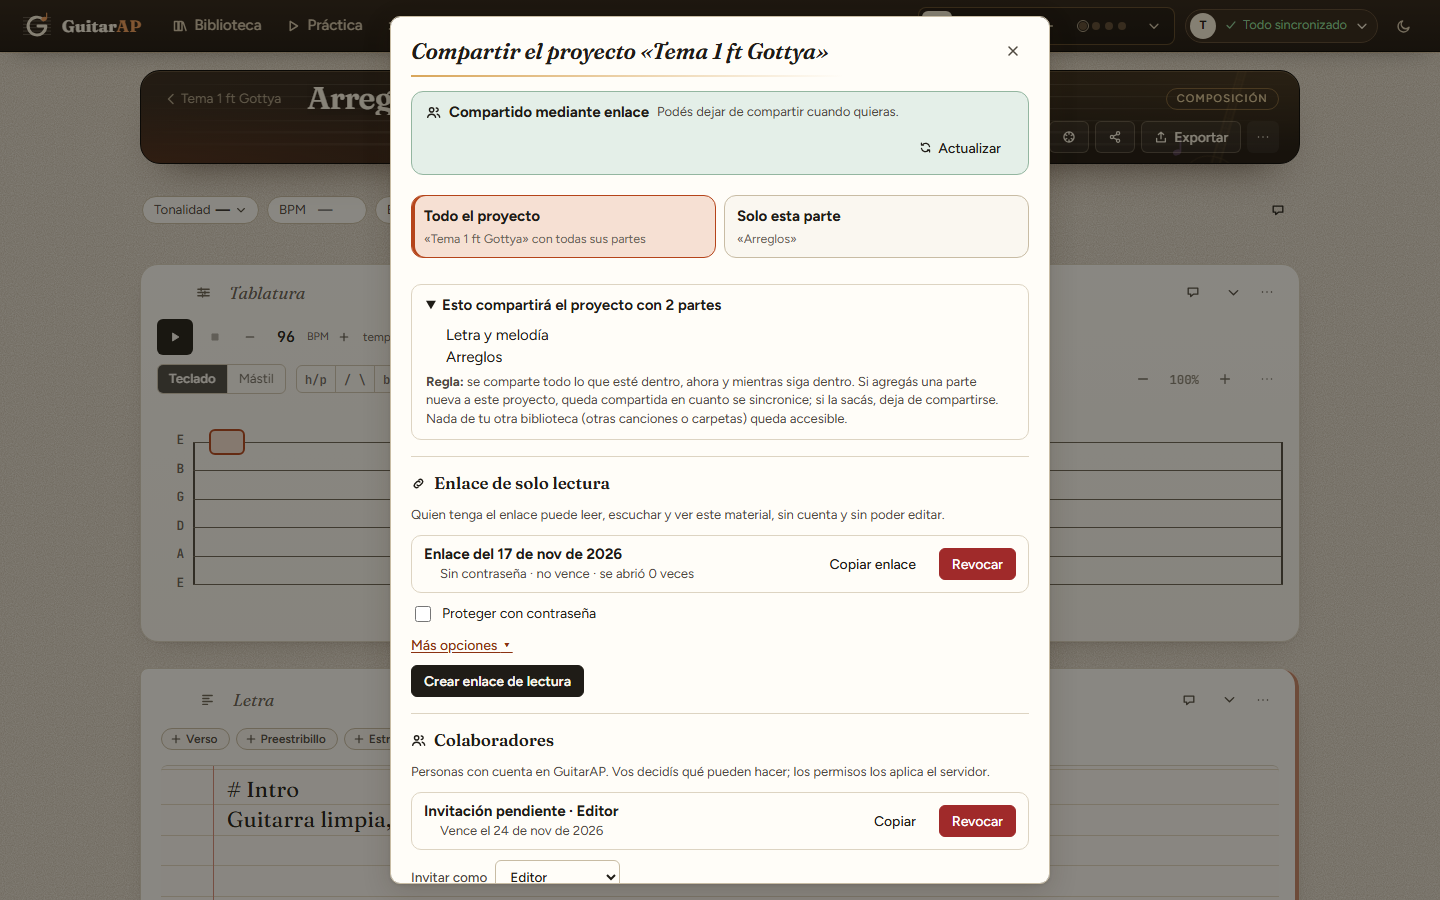 GuitarAP
Biblioteca
Práctica
T
Todo sincronizado
Tema 1 ft Gottya
COMPOSICIÓN
Exportar
Tonalidad —
BPM —
Compartir el proyecto «Tema 1 ft Gottya»
Compartido mediante enlace Podés dejar de compartir cuando quieras.
Actualizar
Todo el proyecto
«Tema 1 ft Gottya» con todas sus partes
Solo esta parte
«Arreglos»
Esto compartirá el proyecto con 2 partes
Letra y melodía
Arreglos
Regla: se comparte todo lo que esté dentro, ahora y mientras siga dentro. Si agregás una parte
nueva a este proyecto, queda compartida en cuanto se sincronice; si la sacás, deja de compartirse.
Nada de tu otra biblioteca (otras canciones o carpetas) queda accesible.
Enlace de solo lectura
Quien tenga el enlace puede leer, escuchar y ver este material, sin cuenta y sin poder editar.
Enlace del 17 de nov de 2026
Sin contraseña · no vence · se abrió 0 veces
Copiar enlace
Revocar
Proteger con contraseña
Más opciones
Crear enlace de lectura
Colaboradores
Personas con cuenta en GuitarAP. Vos decidís qué pueden hacer; los permisos los aplica el servidor.
Invitación pendiente · Editor
Vence el 24 de nov de 2026
Copiar
Revocar
Invitar como
Editor
Tablatura
96 BPM
Teclado
Mástil
h/p
/ \
100%
E
B
G
D
A
E
Letra
+ Verso
+ Preestribillo
# Intro
Guitarra limpia,